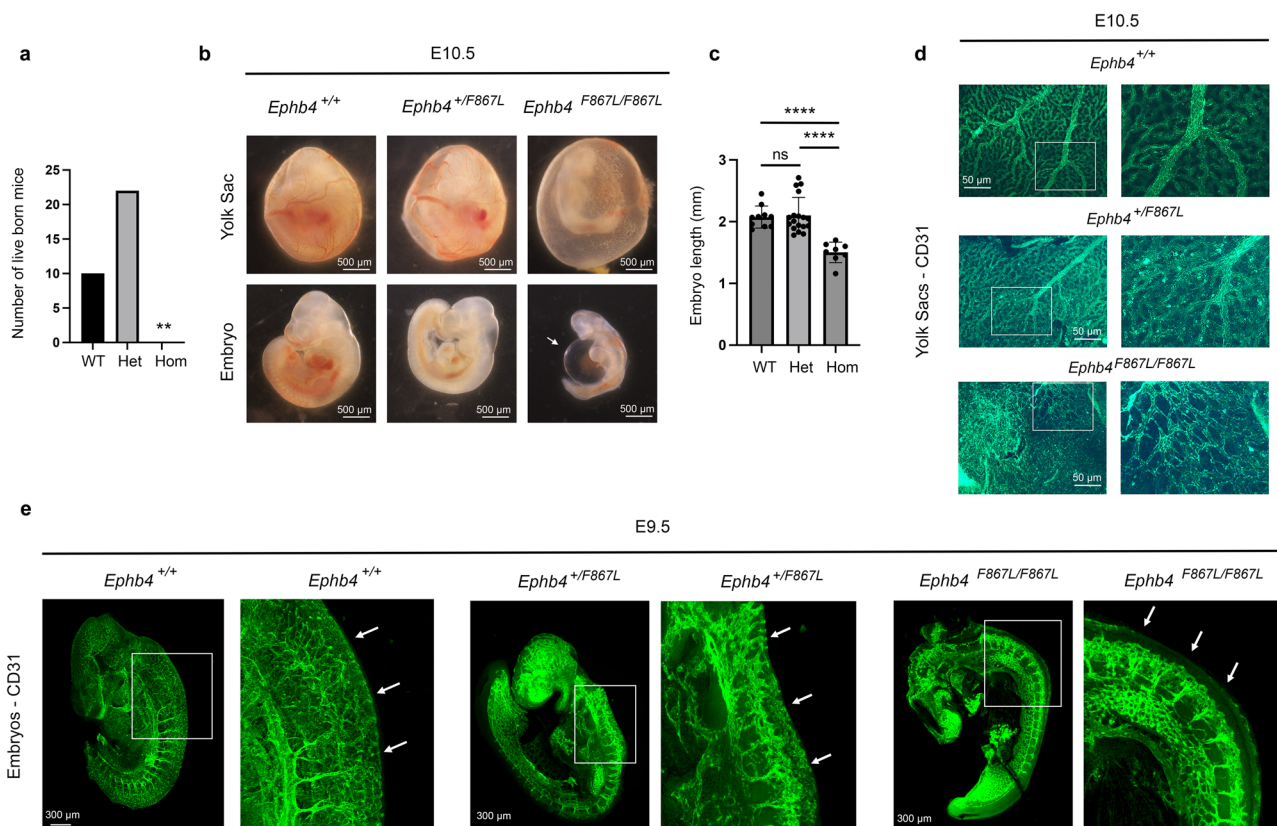 a
Number of live born mice
25
20
15
10
5
0
**
WT Het Hom
b
E10.5
Ephb4 +/+ Ephb4 +/F867L Ephb4 F867L/F867L
Yolk Sac
500 µm 500 µm 500 µm
Embryo
500 µm 500 µm 500 µm
c
****
****
ns
Embryo length (mm)
3
2
1
0
WT Het Hom
d
E10.5
Yolk Sacs - CD31
Ephb4 +/+
50 µm
Ephb4 +/F867L
50 µm
Ephb4 F867L/F867L
50 µm
e
E9.5
Ephb4 +/+ Ephb4 +/+ Ephb4 +/F867L Ephb4 +/F867L Ephb4 F867L/F867L Ephb4 F867L/F867L
Embryos - CD31
300 µm 300 µm 300 µm